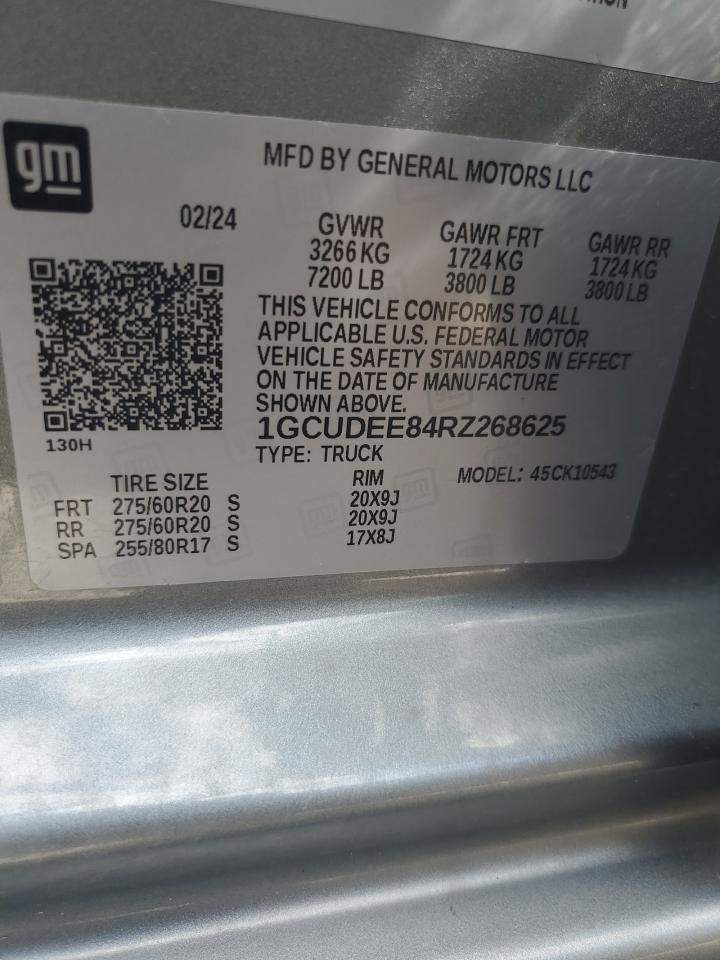 gm
MFD BY GENERAL MOTORS LLC
02/24
GVWR
3266 KG
7200 LB
GAWR FRT
1724 KG
3800 LB
GAWR RR
1724 KG
3800 LB
THIS VEHICLE CONFORMS TO ALL
APPLICABLE U.S. FEDERAL MOTOR
VEHICLE SAFETY STANDARDS IN EFFECT
ON THE DATE OF MANUFACTURE
SHOWN ABOVE.
1GCUDEE84RZ268625
130H
TYPE: TRUCK
MODEL: 45CK10543
TIRE SIZE RIM
FRT 275/60R20 S 20X9J
RR 275/60R20 S 20X9J
SPA 255/80R17 S 17X8J